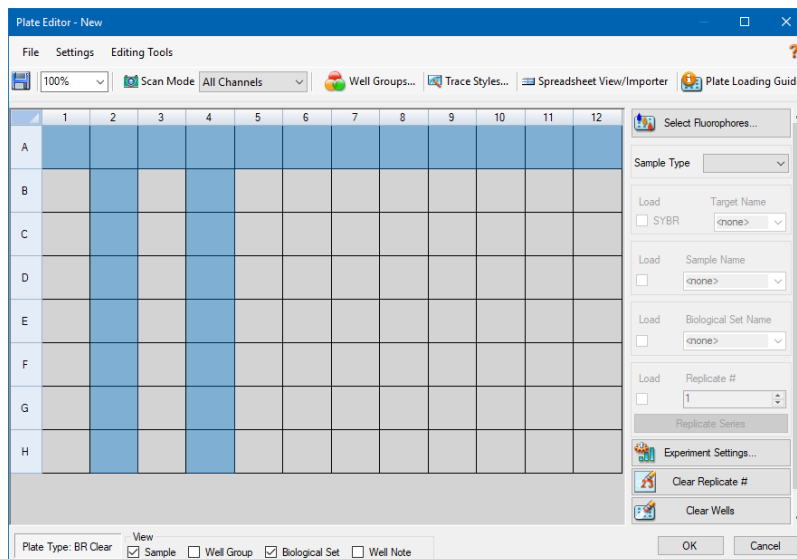 Plate Editor - New
File Settings Editing Tools ?
100% Scan Mode All Channels Well Groups... Trace Styles... Spreadsheet View/Importer Plate Loading Guid
1 2 3 4 5 6 7 8 9 10 11 12
A
B
C
D
E
F
G
H
Select Fluorophores...
Sample Type
Load Target Name
SYBR <none>
Load Sample Name
<none>
Load Biological Set Name
<none>
Load Replicate #
1
Replicate Series
Experiment Settings...
Clear Replicate #
Clear Wells
Plate Type: BR Clear
View
Sample Well Group Biological Set Well Note
OK Cancel